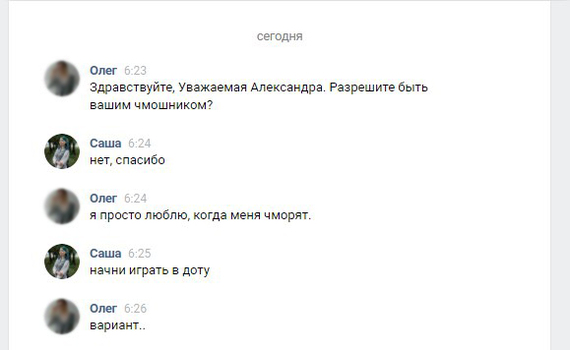 сегодня
Олег 6:23
Здравствуйте, Уважаемая Александра. Разрешите быть
вашим чмошником?
Саша 6:24
нет, спасибо
Олег 6:24
я просто люблю, когда меня чморят.
Саша 6:25
начни играть в доту
Олег 6:26
вариант..